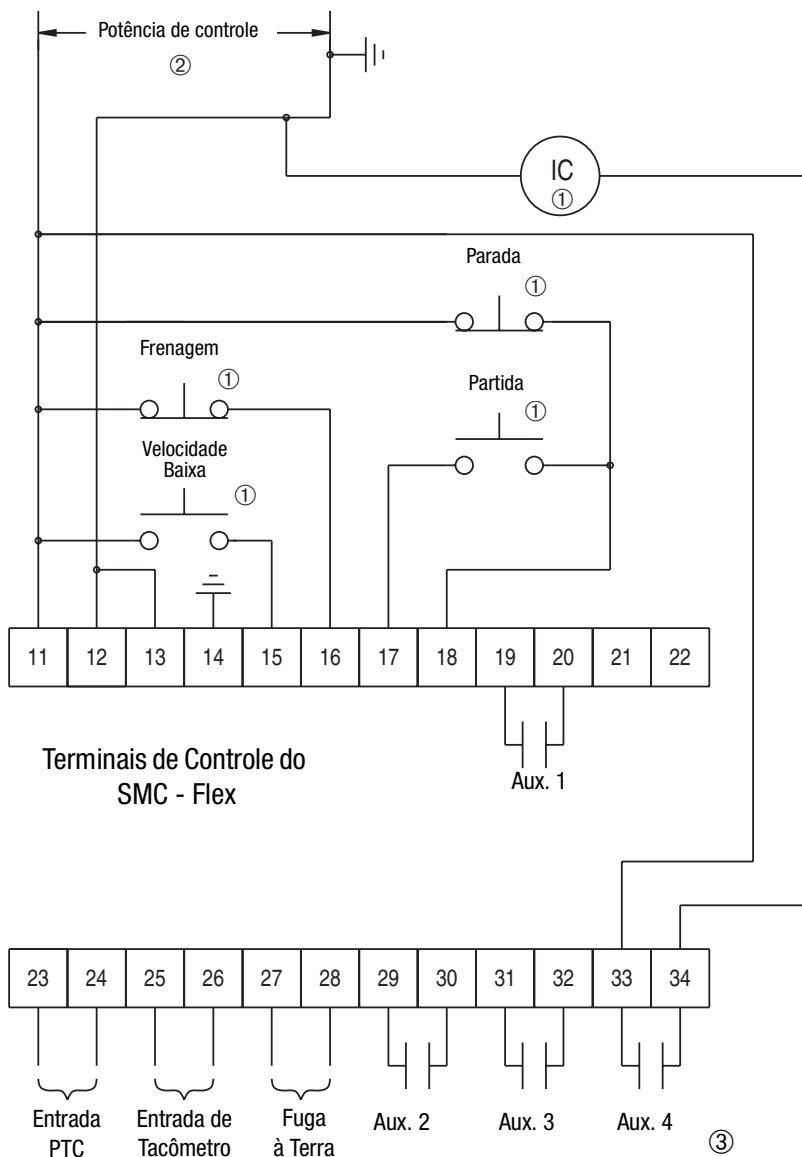 Potência de controle
②
IC
①
Parada
①
Frenagem
①
Partida
①
Velocidade
Baixa
①
11 12 13 14 15 16 17 18 19 20 21 22
Terminais de Controle do
SMC - Flex
Aux. 1
23 24 25 26 27 28 29 30 31 32 33 34
Entrada
PTC
Entrada de
Tacômetro
Fuga
à Terra
Aux. 2
Aux. 3
Aux. 4
③